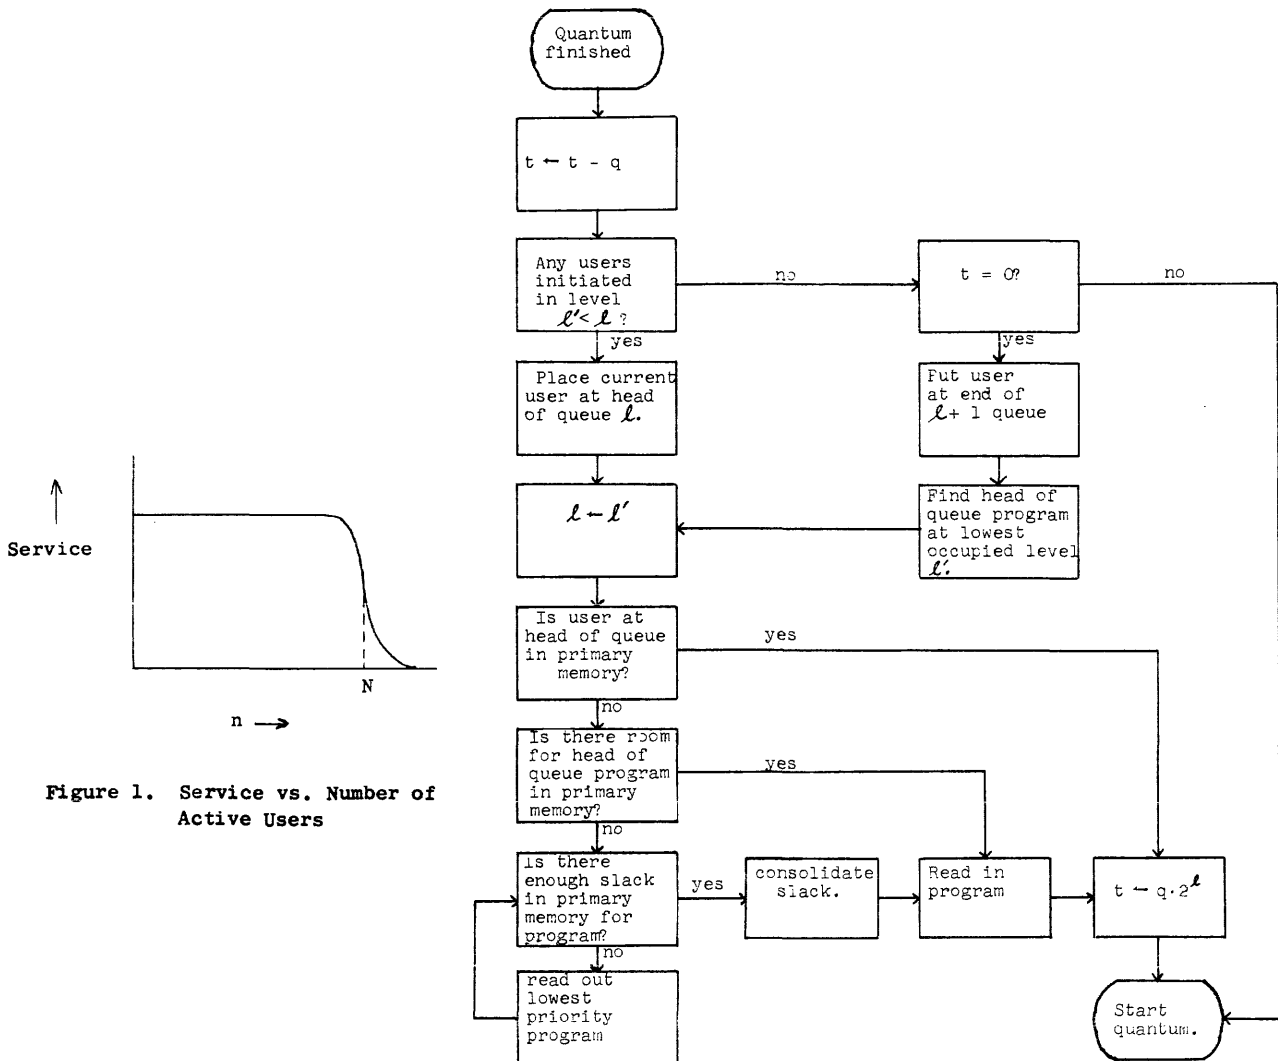 Quantum
finished
t ← t - q
Any users
initiated
in level
ℓ' < ℓ ?
no
t = 0?
no
yes
yes
Place current
user at head
of queue ℓ.
Put user
at end of
ℓ + 1 queue
ℓ ← ℓ'
Find head of
queue program
at lowest
occupied level
ℓ'.
Is user at
head of queue
in primary
memory?
yes
no
Is there room
for head of
queue program
in primary
memory?
yes
no
Is there
enough slack
in primary
memory for
program?
yes
consolidate
slack.
Read in
program
t ← q·2^ℓ
no
read out
lowest
priority
program
Start
quantum.
Service
N
n →
Figure 1. Service vs. Number of
Active Users